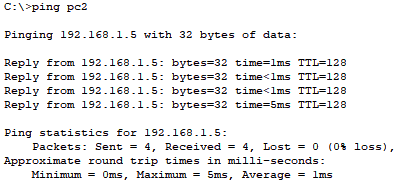 C:\>ping pc2
Pinging 192.168.1.5 with 32 bytes of data:
Reply from 192.168.1.5: bytes=32 time=1ms TTL=128
Reply from 192.168.1.5: bytes=32 time<1ms TTL=128
Reply from 192.168.1.5: bytes=32 time<1ms TTL=128
Reply from 192.168.1.5: bytes=32 time=5ms TTL=128
Ping statistics for 192.168.1.5:
Packets: Sent = 4, Received = 4, Lost = 0 (0% loss),
Approximate round trip times in milli-seconds:
Minimum = 0ms, Maximum = 5ms, Average = 1ms